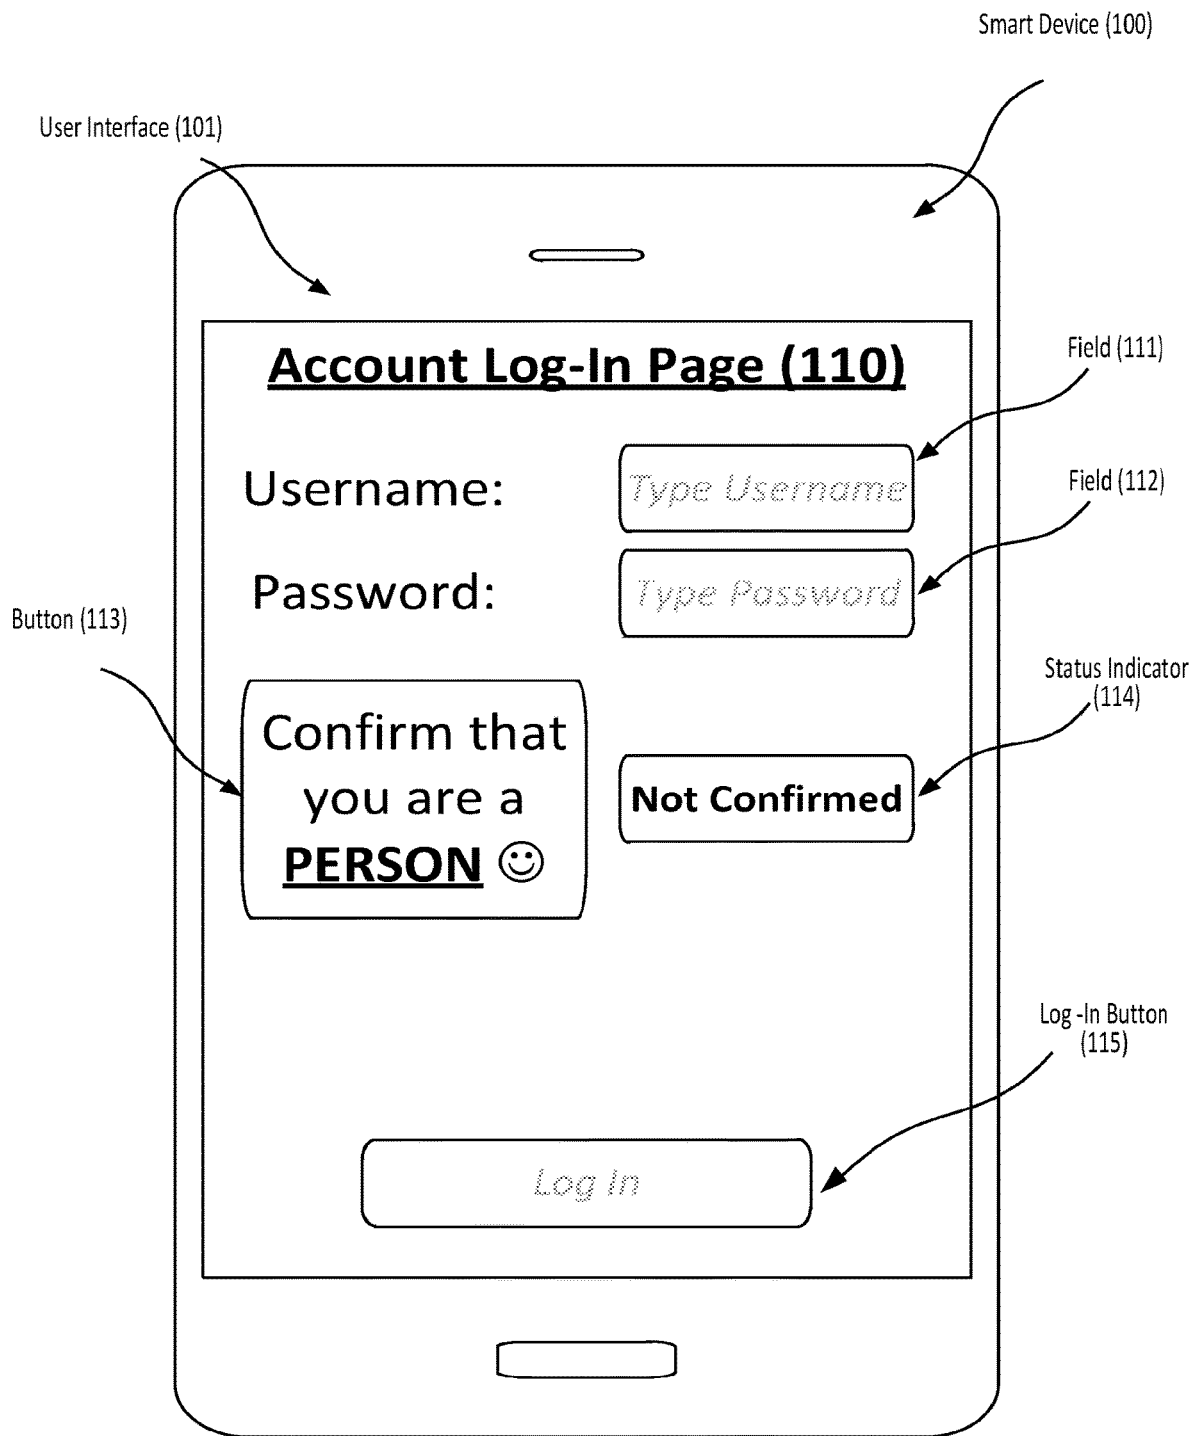 Smart Device (100)
User Interface (101)
Account Log-In Page (110)
Field (111)
Username:
Type Username
Field (112)
Password:
Type Password
Button (113)
Status Indicator
(114)
Confirm that
you are a
PERSON
Not Confirmed
Log -In Button
(115)
Log In